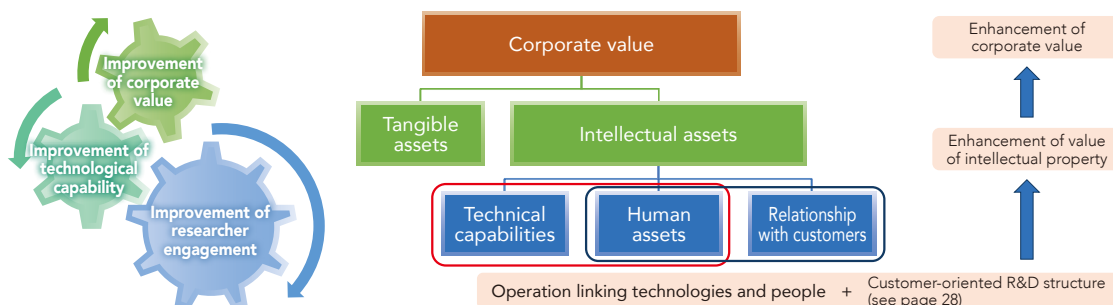 Improvement
of corporate
value
Improvement of
technological
capability
Improvement of
researcher
engagement
Corporate value
Tangible
assets
Intellectual assets
Technical
capabilities
Human
assets
Relationship
with customers
Operation linking technologies and people + Customer-oriented R&D structure
(see page 28)
Enhancement of
corporate value
Enhancement of value
of intellectual property